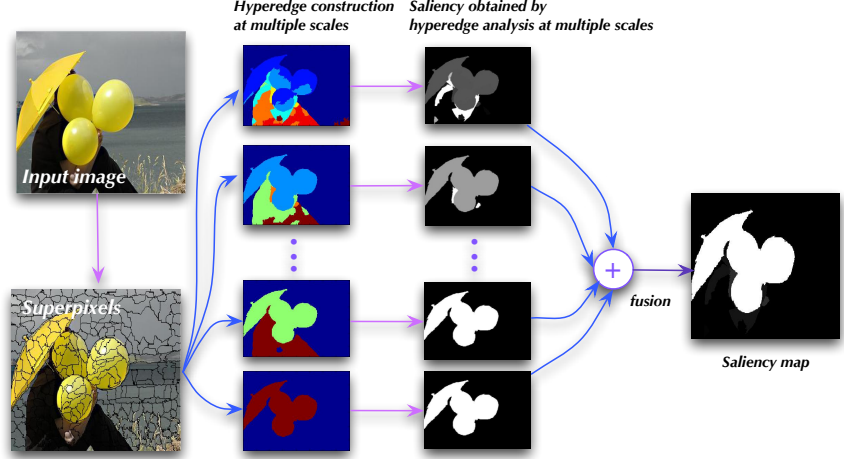 Hyperedge construction
at multiple scales
Saliency obtained by
hyperedge analysis at multiple scales
Input image
Superpixels
+
fusion
Saliency map